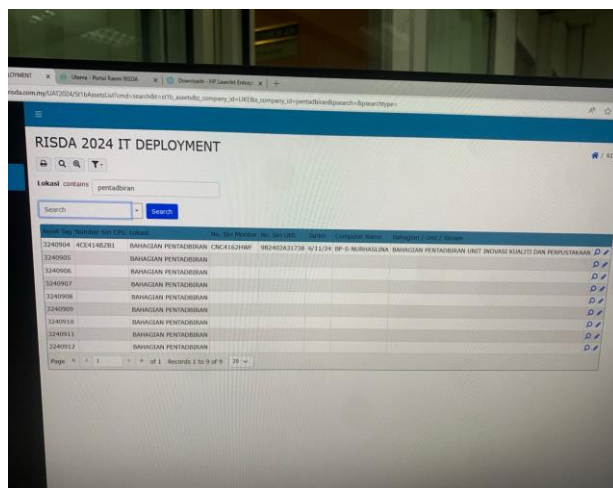 Utama - Portal Rasmi RISDA
Downloads - HP LaserJet Enterpr
RISDA 2024 IT DEPLOYMENT
Lokasi contains pentadbiran
Search Search
Asset Tag Number Siri CPU Lokasi No. Siri Monitor No. Siri UPS Tarikh Computer Name Bahagian / Unit / Sistem
3240904 4CE414BZB1 BAHAGIAN PENTADBIRAN CNC4162HWF 9B2402A31738 6/11/24 BP-S-NURHASLINA BAHAGIAN PENTADBIRAN UNIT INOVASI KUALITI DAN PERPUSTAKAAN
3240905 BAHAGIAN PENTADBIRAN
3240906 BAHAGIAN PENTADBIRAN
3240907 BAHAGIAN PENTADBIRAN
3240908 BAHAGIAN PENTADBIRAN
3240909 BAHAGIAN PENTADBIRAN
3240910 BAHAGIAN PENTADBIRAN
3240911 BAHAGIAN PENTADBIRAN
3240912 BAHAGIAN PENTADBIRAN
Page 1 of 1 Records 1 to 9 of 9 20